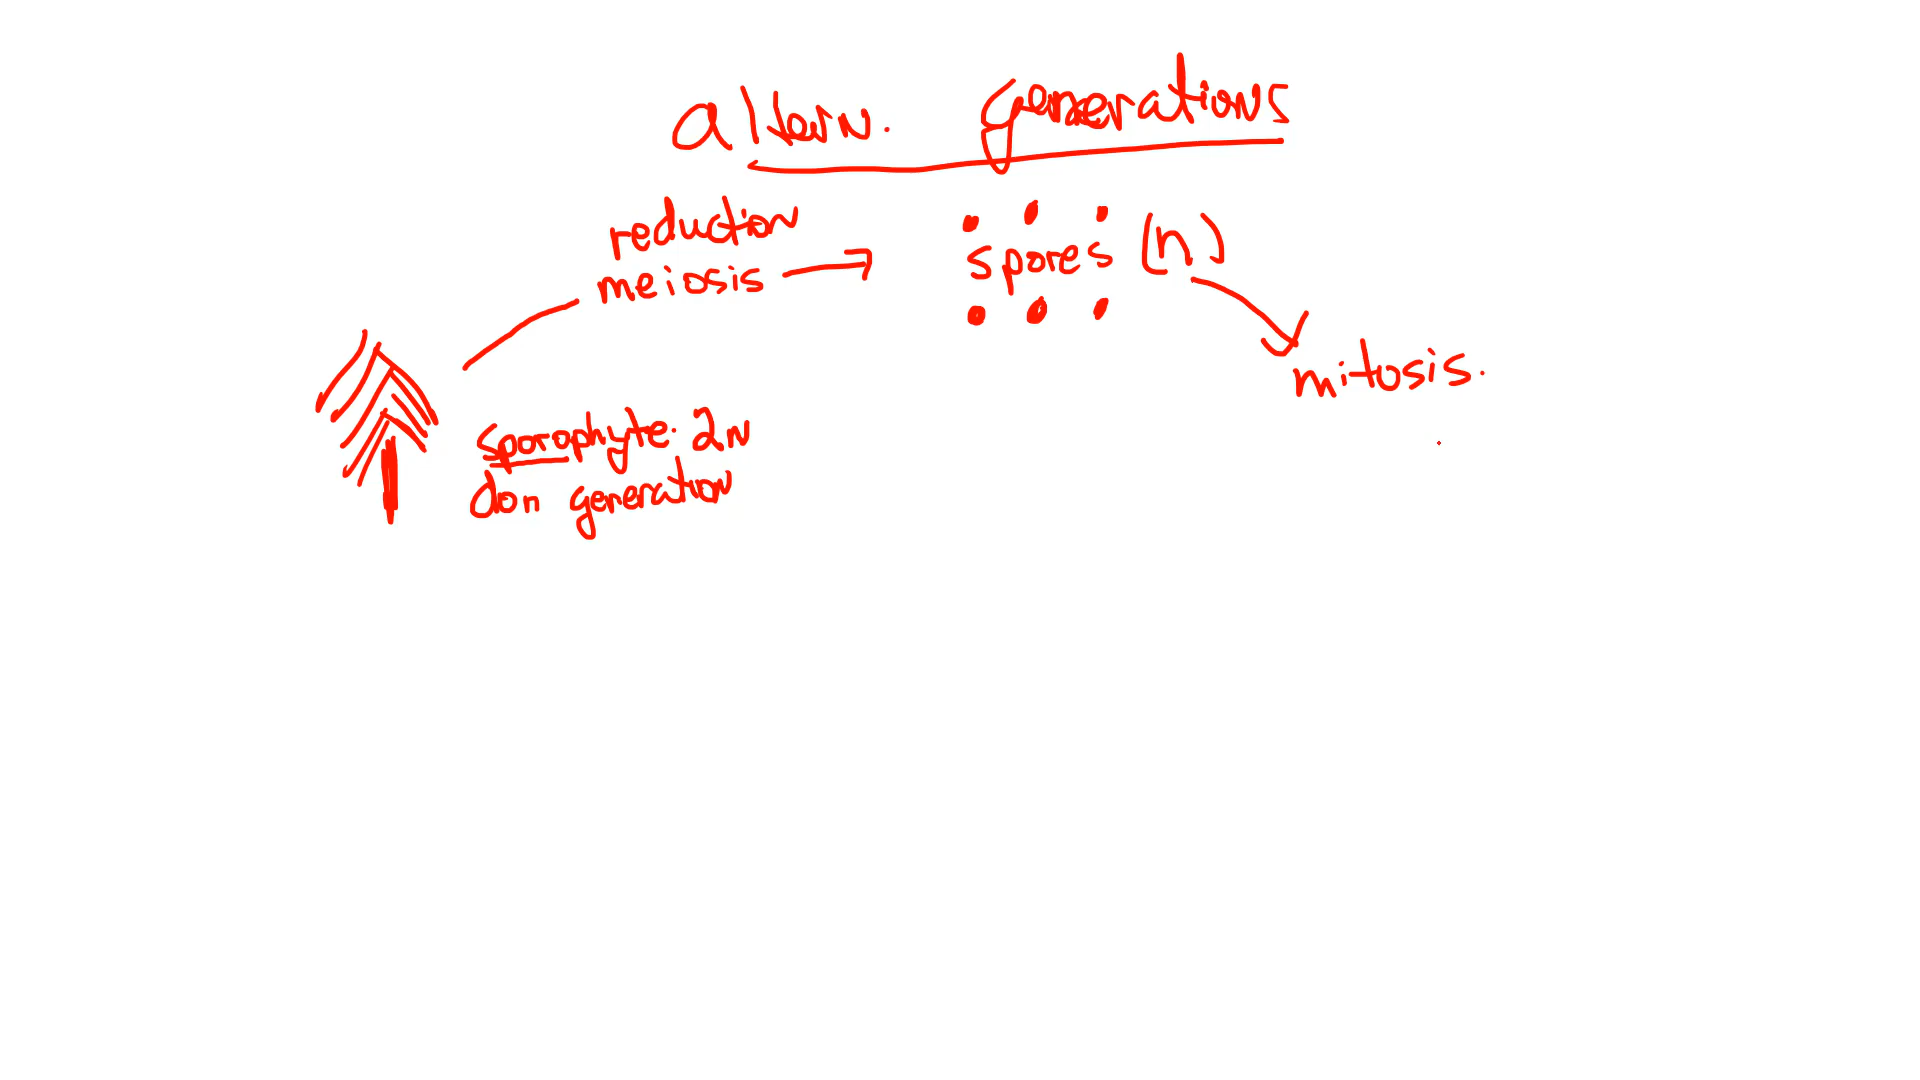 altern. generations
reduction
meiosis
spores (n)
mitosis.
sporophyte. 2n
don generation